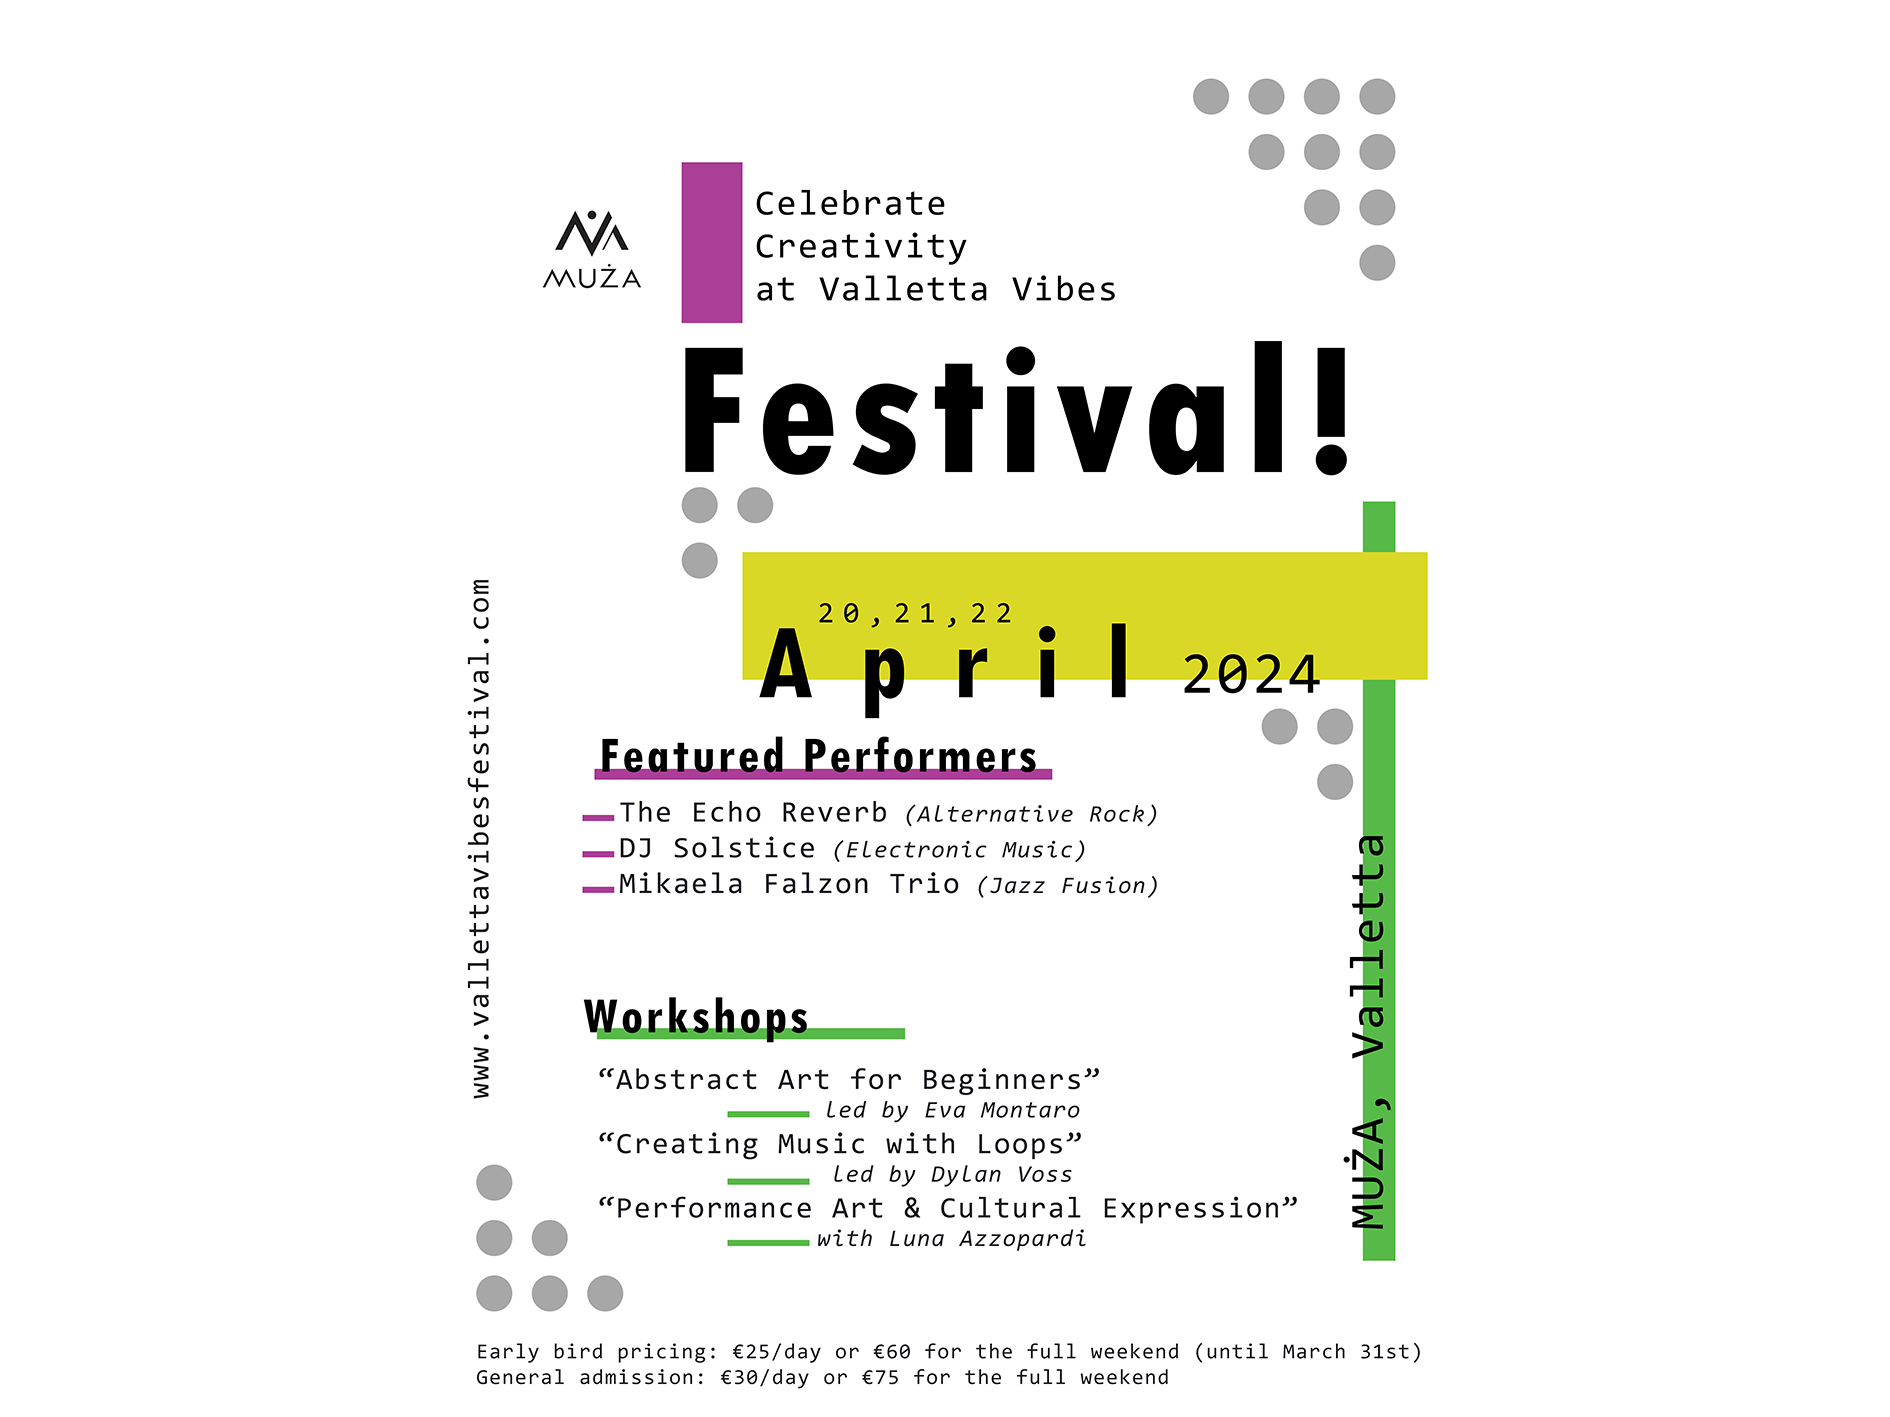 MUŻA
Celebrate
Creativity
at Valletta Vibes
Festival!
20,21,22
April 2024
Featured Performers
The Echo Reverb (Alternative Rock)
DJ Solstice (Electronic Music)
Mikaela Falzon Trio (Jazz Fusion)
Workshops
“Abstract Art for Beginners”
led by Eva Montaro
“Creating Music with Loops”
led by Dylan Voss
“Performance Art & Cultural Expression”
with Luna Azzopardi
www.vallettavibesfestival.com
MUŻA, Valletta
Early bird pricing: €25/day or €60 for the full weekend (until March 31st)
General admission: €30/day or €75 for the full weekend